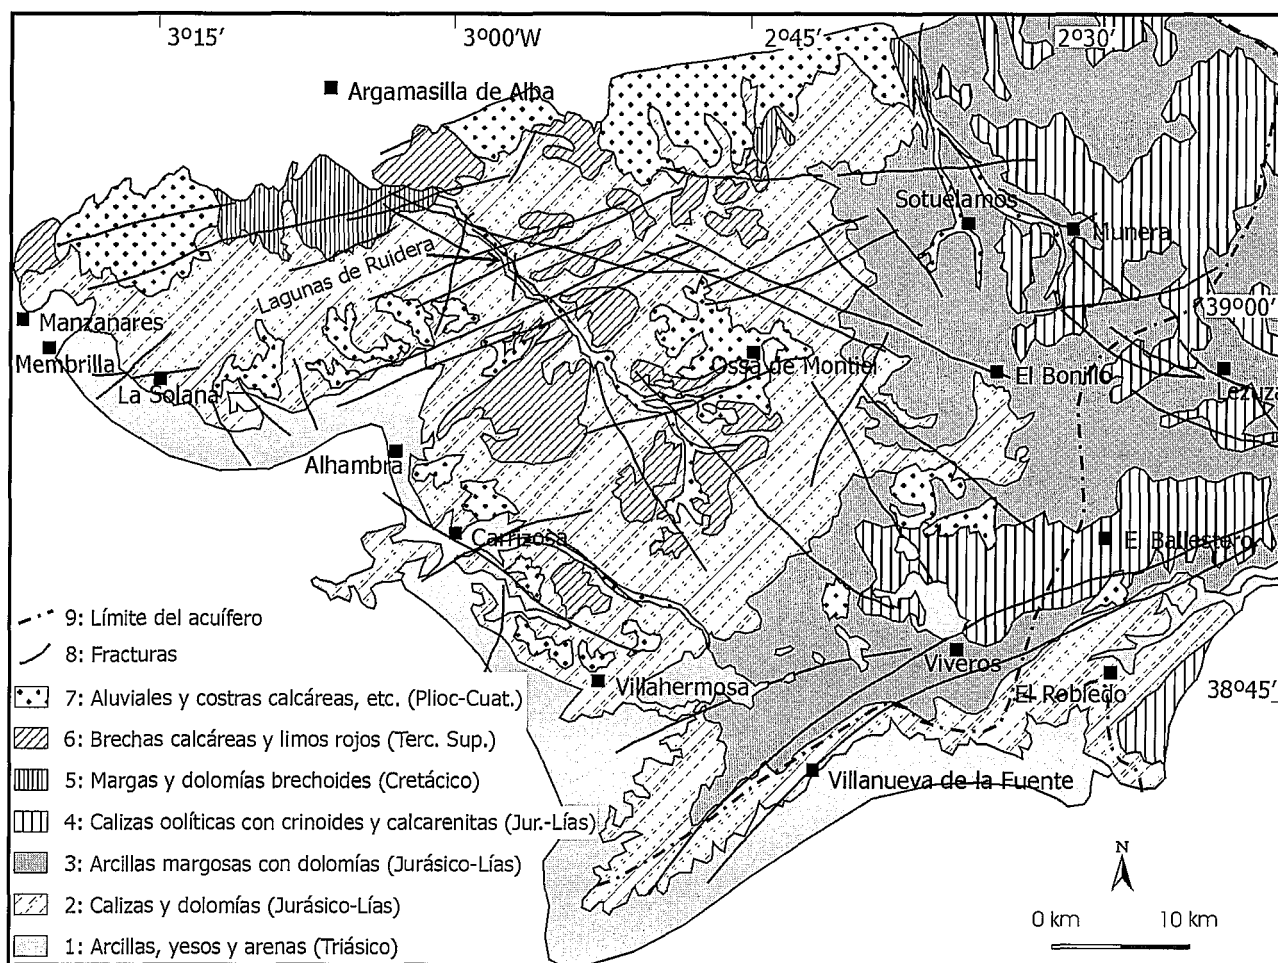 3º15′
3º00′W
2º45′
2º30′
Argamasilla de Alba
Sotuélamos
Munera
Lagunas de Ruidera
39º00′
Manzanares
Membrilla
La Solana
Ossa de Montiel
El Bonillo
Lezuza
Alhambra
Carrizosa
El Ballestero
9: Límite del acuífero
8: Fracturas
Viveros
El Robledo
Villahermosa
38º45′
7: Aluviales y costras calcáreas, etc. (Plioc-Cuat.)
6: Brechas calcáreas y limos rojos (Terc. Sup.)
5: Margas y dolomías brechoides (Cretácico)
Villanueva de la Fuente
4: Calizas oolíticas con crinoides y calcarenitas (Jur.-Lías)
3: Arcillas margosas con dolomías (Jurásico-Lías)
N
2: Calizas y dolomías (Jurásico-Lías)
0 km 10 km
1: Arcillas, yesos y arenas (Triásico)